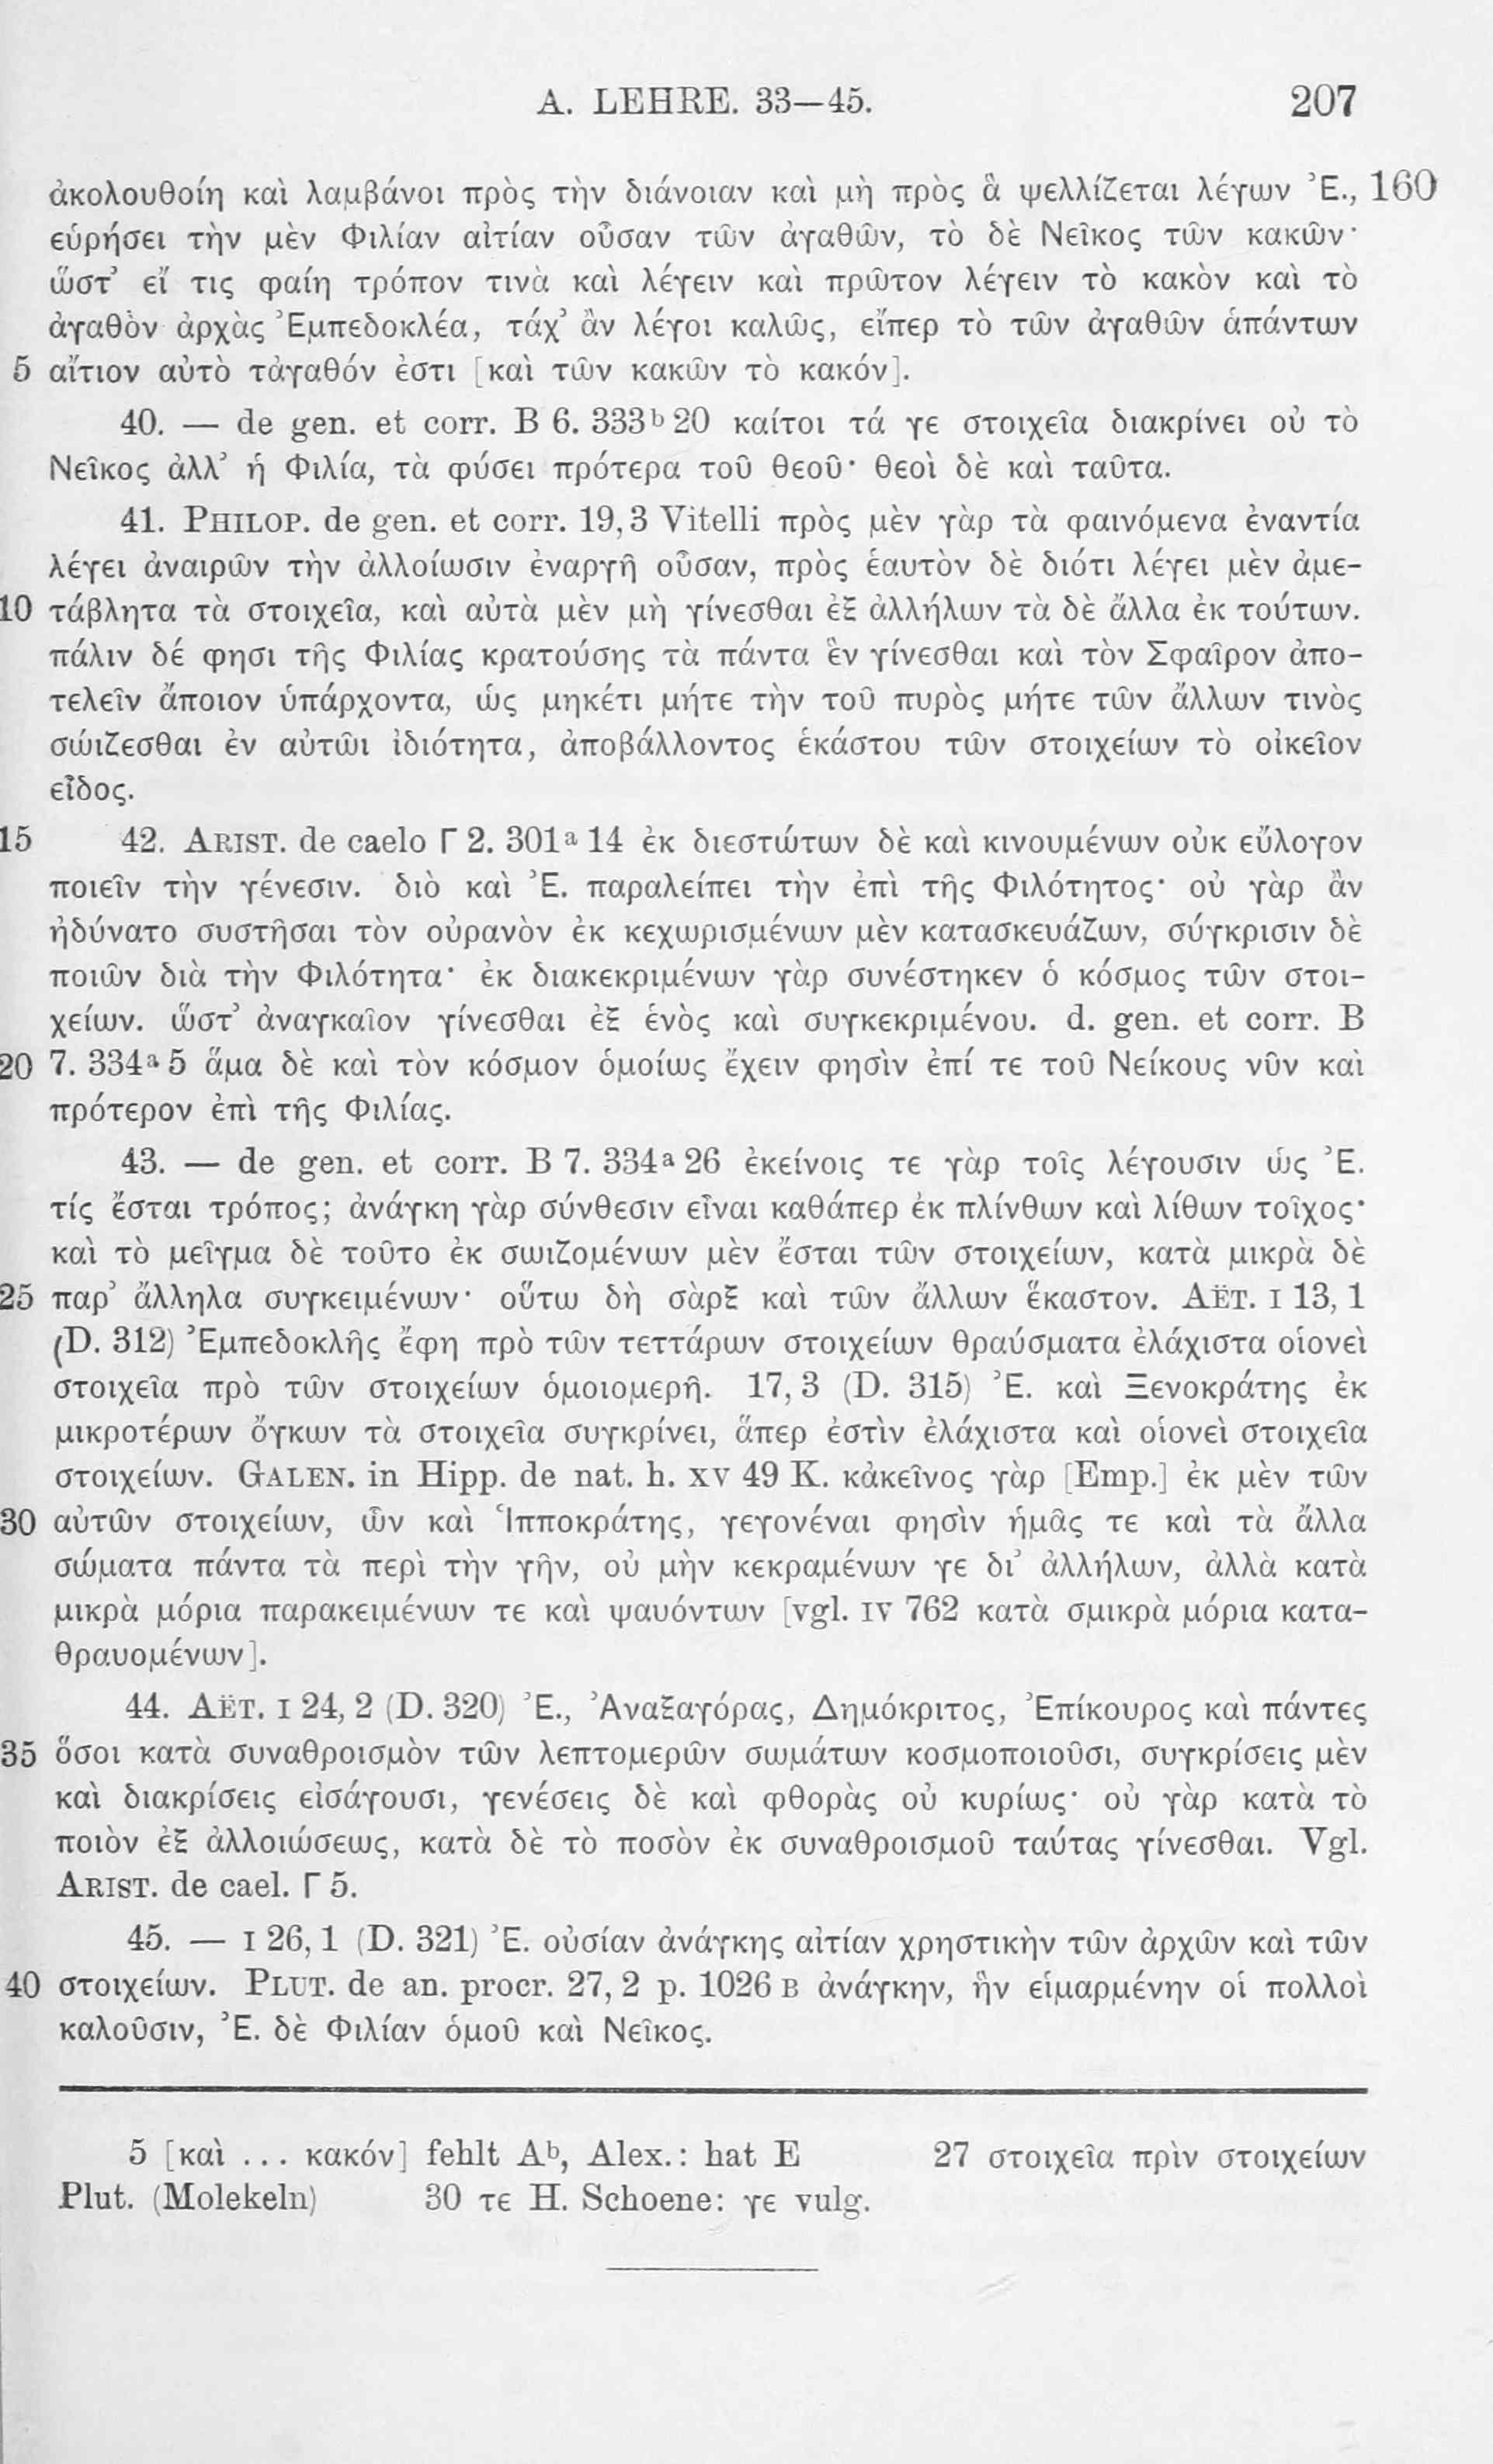 A. LEHRE. 33—45. 207
ἀκολουθοίη καὶ λαμβάνοι πρὸς τὴν διάνοιαν καὶ μὴ πρὸς ἃ ψελλίζεται λέγων Ἐ., 160
εὑρήσει τὴν μὲν Φιλίαν αἰτίαν οὖσαν τῶν ἀγαθῶν, τὸ δὲ Νεῖκος τῶν κακῶν·
ὥστ’ εἴ τις φαίη τρόπον τινὰ καὶ λέγειν καὶ πρῶτον λέγειν τὸ κακὸν καὶ τὸ
ἀγαθὸν ἀρχὰς Ἐμπεδοκλέα, τάχ’ ἂν λέγοι καλῶς, εἴπερ τὸ τῶν ἀγαθῶν ἁπάντων
5 αἴτιον αὐτὸ τἀγαθόν ἐστι [καὶ τῶν κακῶν τὸ κακόν].
40. — de gen. et corr. B 6. 333ᵇ 20 καίτοι τά γε στοιχεῖα διακρίνει οὐ τὸ
Νεῖκος ἀλλ’ ἡ Φιλία, τὰ φύσει πρότερα τοῦ θεοῦ· θεοὶ δὲ καὶ ταῦτα.
41. PHILOP. de gen. et corr. 19, 3 Vitelli πρὸς μὲν γὰρ τὰ φαινόμενα ἐναντία
λέγει ἀναιρῶν τὴν ἀλλοίωσιν ἐναργῆ οὖσαν, πρὸς ἑαυτὸν δὲ διότι λέγει μὲν ἀμε-
10 τάβλητα τὰ στοιχεῖα, καὶ αὐτὰ μὲν μὴ γίνεσθαι ἐξ ἀλλήλων τὰ δὲ ἄλλα ἐκ τούτων.
πάλιν δέ φησι τῆς Φιλίας κρατούσης τὰ πάντα ἓν γίνεσθαι καὶ τὸν Σφαῖρον ἀπο-
τελεῖν ἄποιον ὑπάρχοντα, ὡς μηκέτι μήτε τὴν τοῦ πυρὸς μήτε τῶν ἄλλων τινὸς
σώιζεσθαι ἐν αὐτῶι ἰδιότητα, ἀποβάλλοντος ἑκάστου τῶν στοιχείων τὸ οἰκεῖον
εἶδος.
15 42. ARIST. de caelo Γ 2. 301ᵃ 14 ἐκ διεστώτων δὲ καὶ κινουμένων οὐκ εὔλογον
ποιεῖν τὴν γένεσιν. διὸ καὶ Ἐ. παραλείπει τὴν ἐπὶ τῆς Φιλότητος· οὐ γὰρ ἂν
ἠδύνατο συστῆσαι τὸν οὐρανὸν ἐκ κεχωρισμένων μὲν κατασκευάζων, σύγκρισιν δὲ
ποιῶν διὰ τὴν Φιλότητα· ἐκ διακεκριμένων γὰρ συνέστηκεν ὁ κόσμος τῶν στοι-
χείων. ὥστ’ ἀναγκαῖον γίνεσθαι ἐξ ἑνὸς καὶ συγκεκριμένου. d. gen. et corr. B
20 7. 334ᵃ 5 ἅμα δὲ καὶ τὸν κόσμον ὁμοίως ἔχειν φησὶν ἐπί τε τοῦ Νείκους νῦν καὶ
πρότερον ἐπὶ τῆς Φιλίας.
43. — de gen. et corr. B 7. 334ᵃ 26 ἐκείνοις τε γὰρ τοῖς λέγουσιν ὡς Ἐ.
τίς ἔσται τρόπος; ἀνάγκη γὰρ σύνθεσιν εἶναι καθάπερ ἐκ πλίνθων καὶ λίθων τοῖχος·
καὶ τὸ μεῖγμα δὲ τοῦτο ἐκ σωιζομένων μὲν ἔσται τῶν στοιχείων, κατὰ μικρὰ δὲ
25 παρ’ ἄλληλα συγκειμένων· οὕτω δὴ σὰρξ καὶ τῶν ἄλλων ἕκαστον. AËT. I 13, 1
(D. 312) Ἐμπεδοκλῆς ἔφη πρὸ τῶν τεττάρων στοιχείων θραύσματα ἐλάχιστα οἱονεὶ
στοιχεῖα πρὸ τῶν στοιχείων ὁμοιομερῆ. 17, 3 (D. 315) Ἐ. καὶ Ξενοκράτης ἐκ
μικροτέρων ὄγκων τὰ στοιχεῖα συγκρίνει, ἅπερ ἐστὶν ἐλάχιστα καὶ οἱονεὶ στοιχεῖα
στοιχείων. GALEN. in Hipp. de nat. h. XV 49 K. κἀκεῖνος γὰρ [Emp.] ἐκ μὲν τῶν
30 αὐτῶν στοιχείων, ὧν καὶ Ἱπποκράτης, γεγονέναι φησὶν ἡμᾶς τε καὶ τὰ ἄλλα
σώματα πάντα τὰ περὶ τὴν γῆν, οὐ μὴν κεκραμένων γε δι’ ἀλλήλων, ἀλλὰ κατὰ
μικρὰ μόρια παρακειμένων τε καὶ ψαυόντων [vgl. IV 762 κατὰ σμικρὰ μόρια κατα-
θραυομένων].
44. AËT. I 24, 2 (D. 320) Ἐ., Ἀναξαγόρας, Δημόκριτος, Ἐπίκουρος καὶ πάντες
35 ὅσοι κατὰ συναθροισμὸν τῶν λεπτομερῶν σωμάτων κοσμοποιοῦσι, συγκρίσεις μὲν
καὶ διακρίσεις εἰσάγουσι, γενέσεις δὲ καὶ φθορὰς οὐ κυρίως· οὐ γὰρ κατὰ τὸ
ποιὸν ἐξ ἀλλοιώσεως, κατὰ δὲ τὸ ποσὸν ἐκ συναθροισμοῦ ταύτας γίνεσθαι. Vgl.
ARIST. de cael. Γ 5.
45. — I 26, 1 (D. 321) Ἐ. οὐσίαν ἀνάγκης αἰτίαν χρηστικὴν τῶν ἀρχῶν καὶ τῶν
40 στοιχείων. PLUT. de an. procr. 27, 2 p. 1026 B ἀνάγκην, ἣν εἱμαρμένην οἱ πολλοὶ
καλοῦσιν, Ἐ. δὲ Φιλίαν ὁμοῦ καὶ Νεῖκος.
5 [καὶ ... κακόν] fehlt Aᵇ, Alex.: hat E 27 στοιχεῖα πρὶν στοιχείων
Plut. (Molekeln) 30 τε H. Schoene: γε vulg.